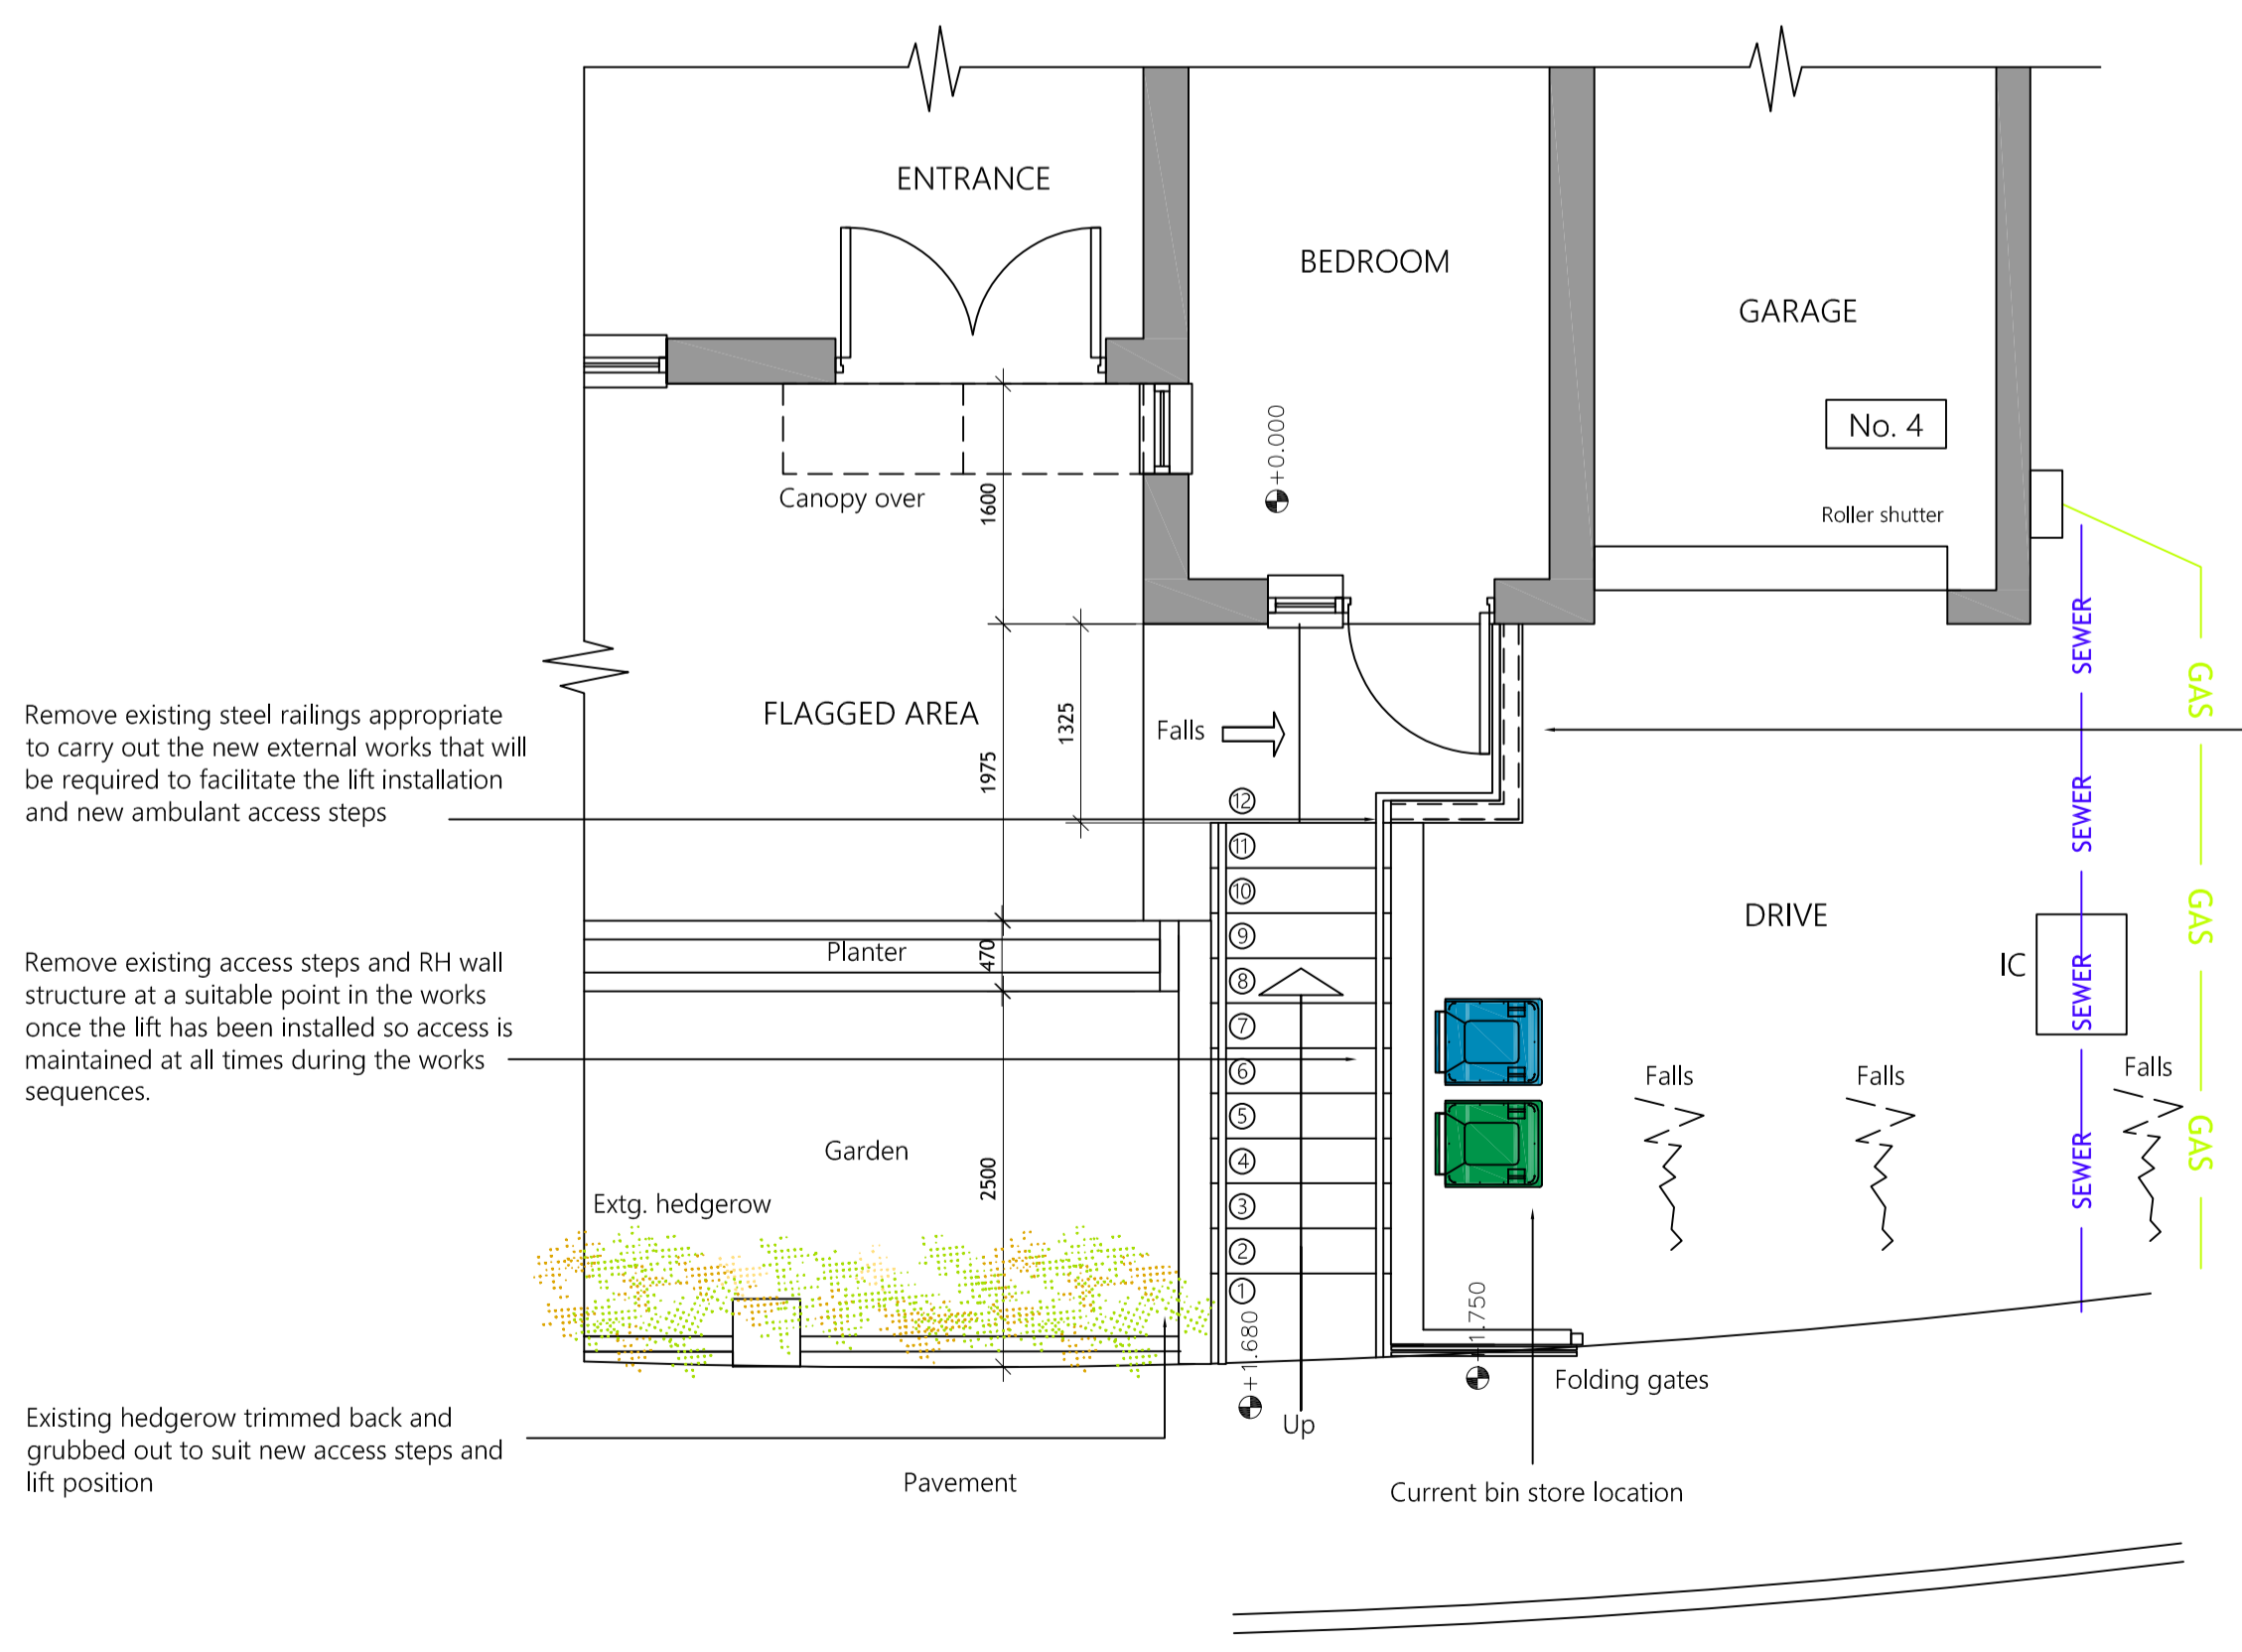 ENTRANCE
BEDROOM
GARAGE
No. 4
Roller shutter
Canopy over
1600
+0.000
SEWER
GAS
Remove existing steel railings appropriate
to carry out the new external works that will
be required to facilitate the lift installation
and new ambulant access steps
FLAGGED AREA
1975
1325
Falls
12
11
10
9
8
7
6
5
4
3
2
1
SEWER
DRIVE
GAS
Planter
470
IC
SEWER
Remove existing access steps and RH wall
structure at a suitable point in the works
once the lift has been installed so access is
maintained at all times during the works
sequences.
Falls
Falls
Falls
SEWER
GAS
Garden
2500
Extg. hedgerow
+1.680
+1.750
Up
Folding gates
Existing hedgerow trimmed back and
grubbed out to suit new access steps and
lift position
Pavement
Current bin store location